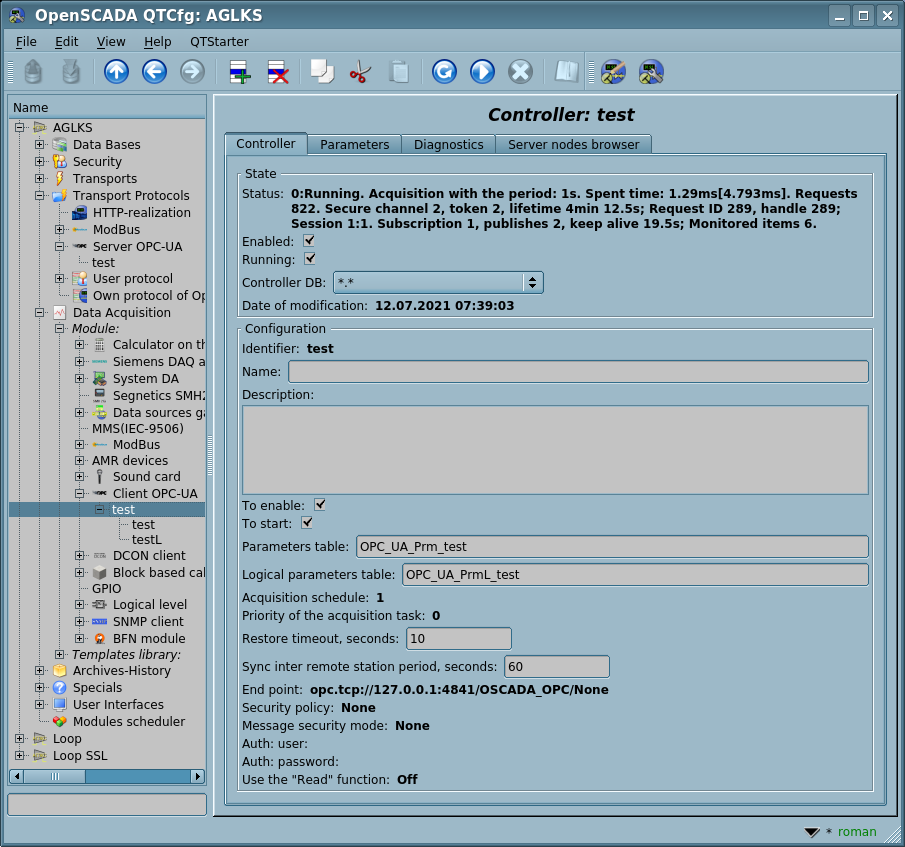 OpenSCADA QTCfg: AGLKS
File Edit View Help QTStarter
Name
AGLKS
Data Bases
Security
Transports
Transport Protocols
HTTP-realization
ModBus
Server OPC-UA
test
User protocol
Own protocol of Op
Data Acquisition
Module:
Calculator on th
Siemens DAQ a
System DA
Segnetics SMH2
Data sources ga
MMS(IEC-9506)
ModBus
AMR devices
Sound card
Client OPC-UA
test
test
testL
DCON client
Block based cal
GPIO
Logical level
SNMP client
BFN module
Templates library:
Archives-History
Specials
User Interfaces
Modules scheduler
Loop
Loop SSL
Controller: test
Controller Parameters Diagnostics Server nodes browser
State
Status: 0:Running. Acquisition with the period: 1s. Spent time: 1.29ms[4.793ms]. Requests
822. Secure channel 2, token 2, lifetime 4min 12.5s; Request ID 289, handle 289;
Session 1:1. Subscription 1, publishes 2, keep alive 19.5s; Monitored items 6.
Enabled:
Running:
Controller DB: *.*
Date of modification: 12.07.2021 07:39:03
Configuration
Identifier: test
Name:
Description:
To enable:
To start:
Parameters table: OPC_UA_Prm_test
Logical parameters table: OPC_UA_PrmL_test
Acquisition schedule: 1
Priority of the acquisition task: 0
Restore timeout, seconds: 10
Sync inter remote station period, seconds: 60
End point: opc.tcp://127.0.0.1:4841/OSCADA_OPC/None
Security policy: None
Message security mode: None
Auth: user:
Auth: password:
Use the "Read" function: Off
* roman